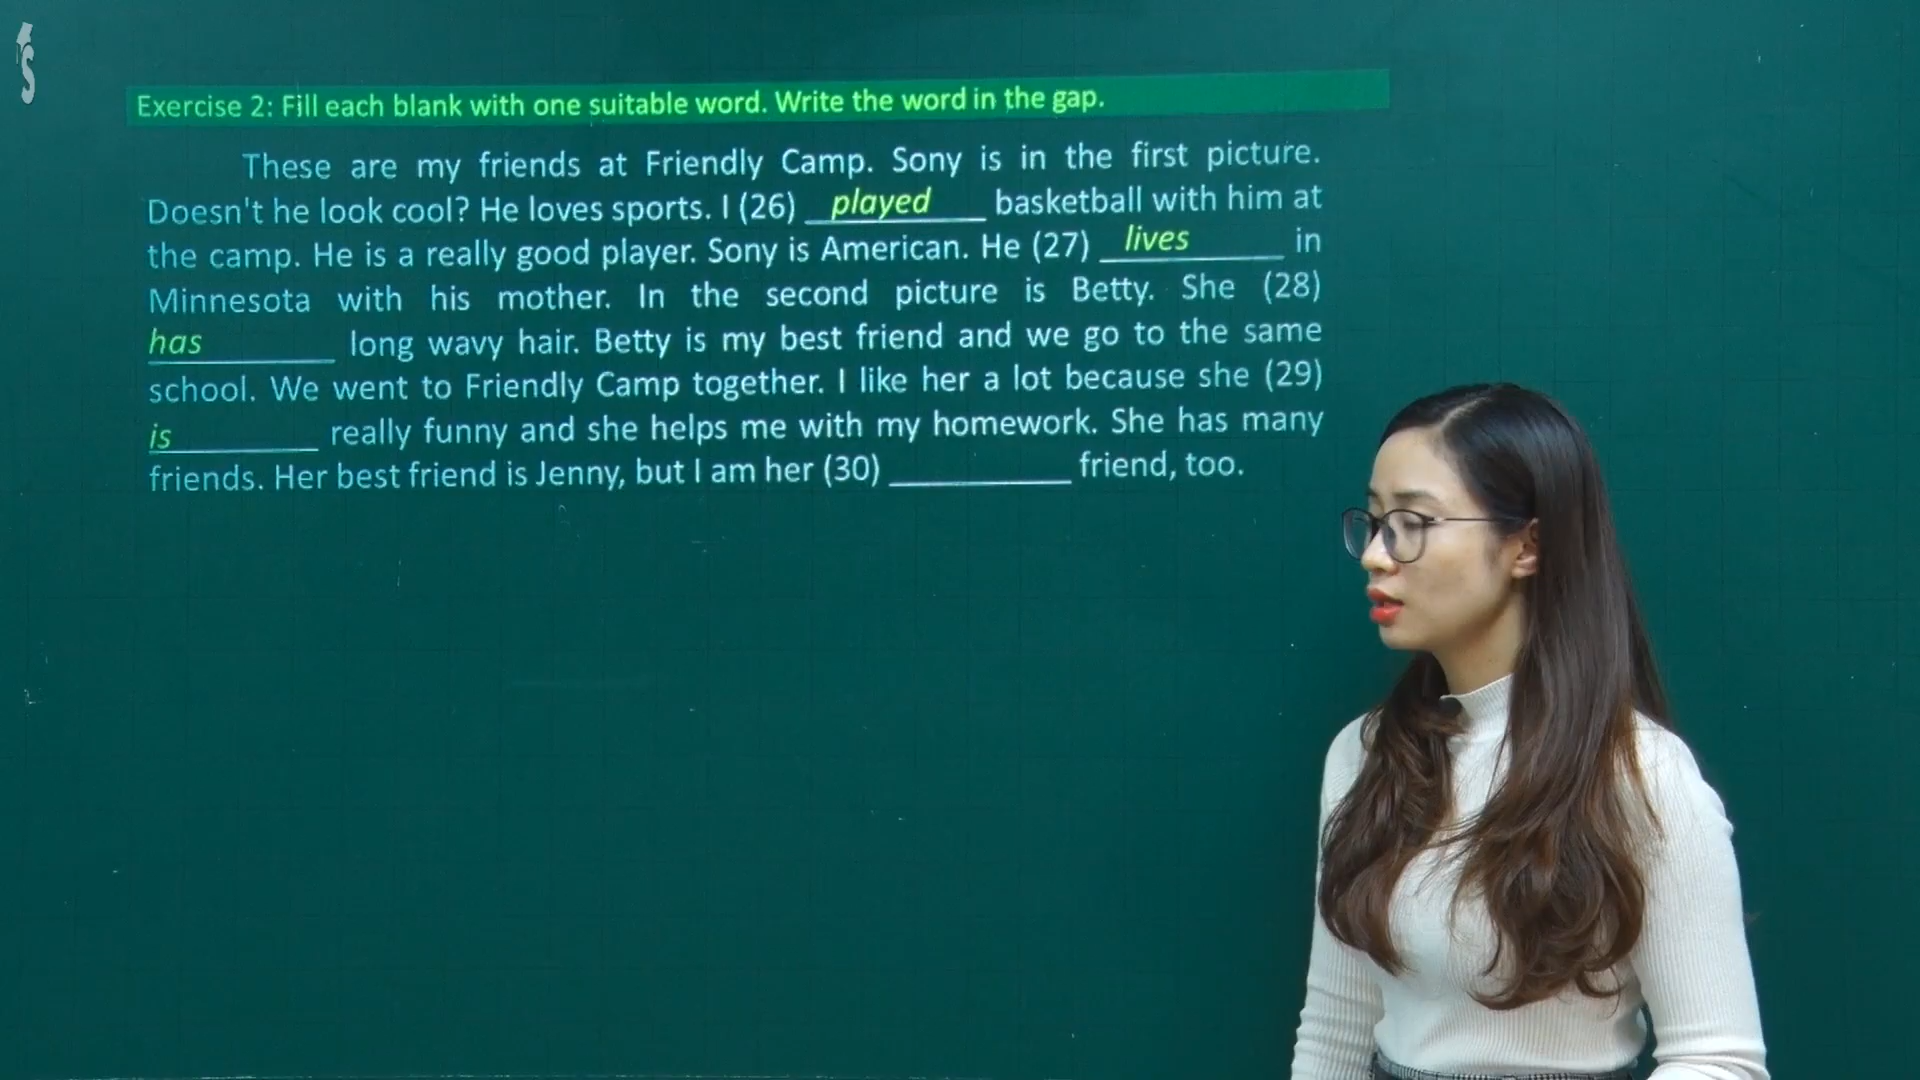 Exercise 2: Fill each blank with one suitable word. Write the word in the gap.
These are my friends at Friendly Camp. Sony is in the first picture.
Doesn't he look cool? He loves sports. I (26) played basketball with him at
the camp. He is a really good player. Sony is American. He (27) lives in
Minnesota with his mother. In the second picture is Betty. She (28)
has long wavy hair. Betty is my best friend and we go to the same
school. We went to Friendly Camp together. I like her a lot because she (29)
is really funny and she helps me with my homework. She has many
friends. Her best friend is Jenny, but I am her (30) __________ friend, too.